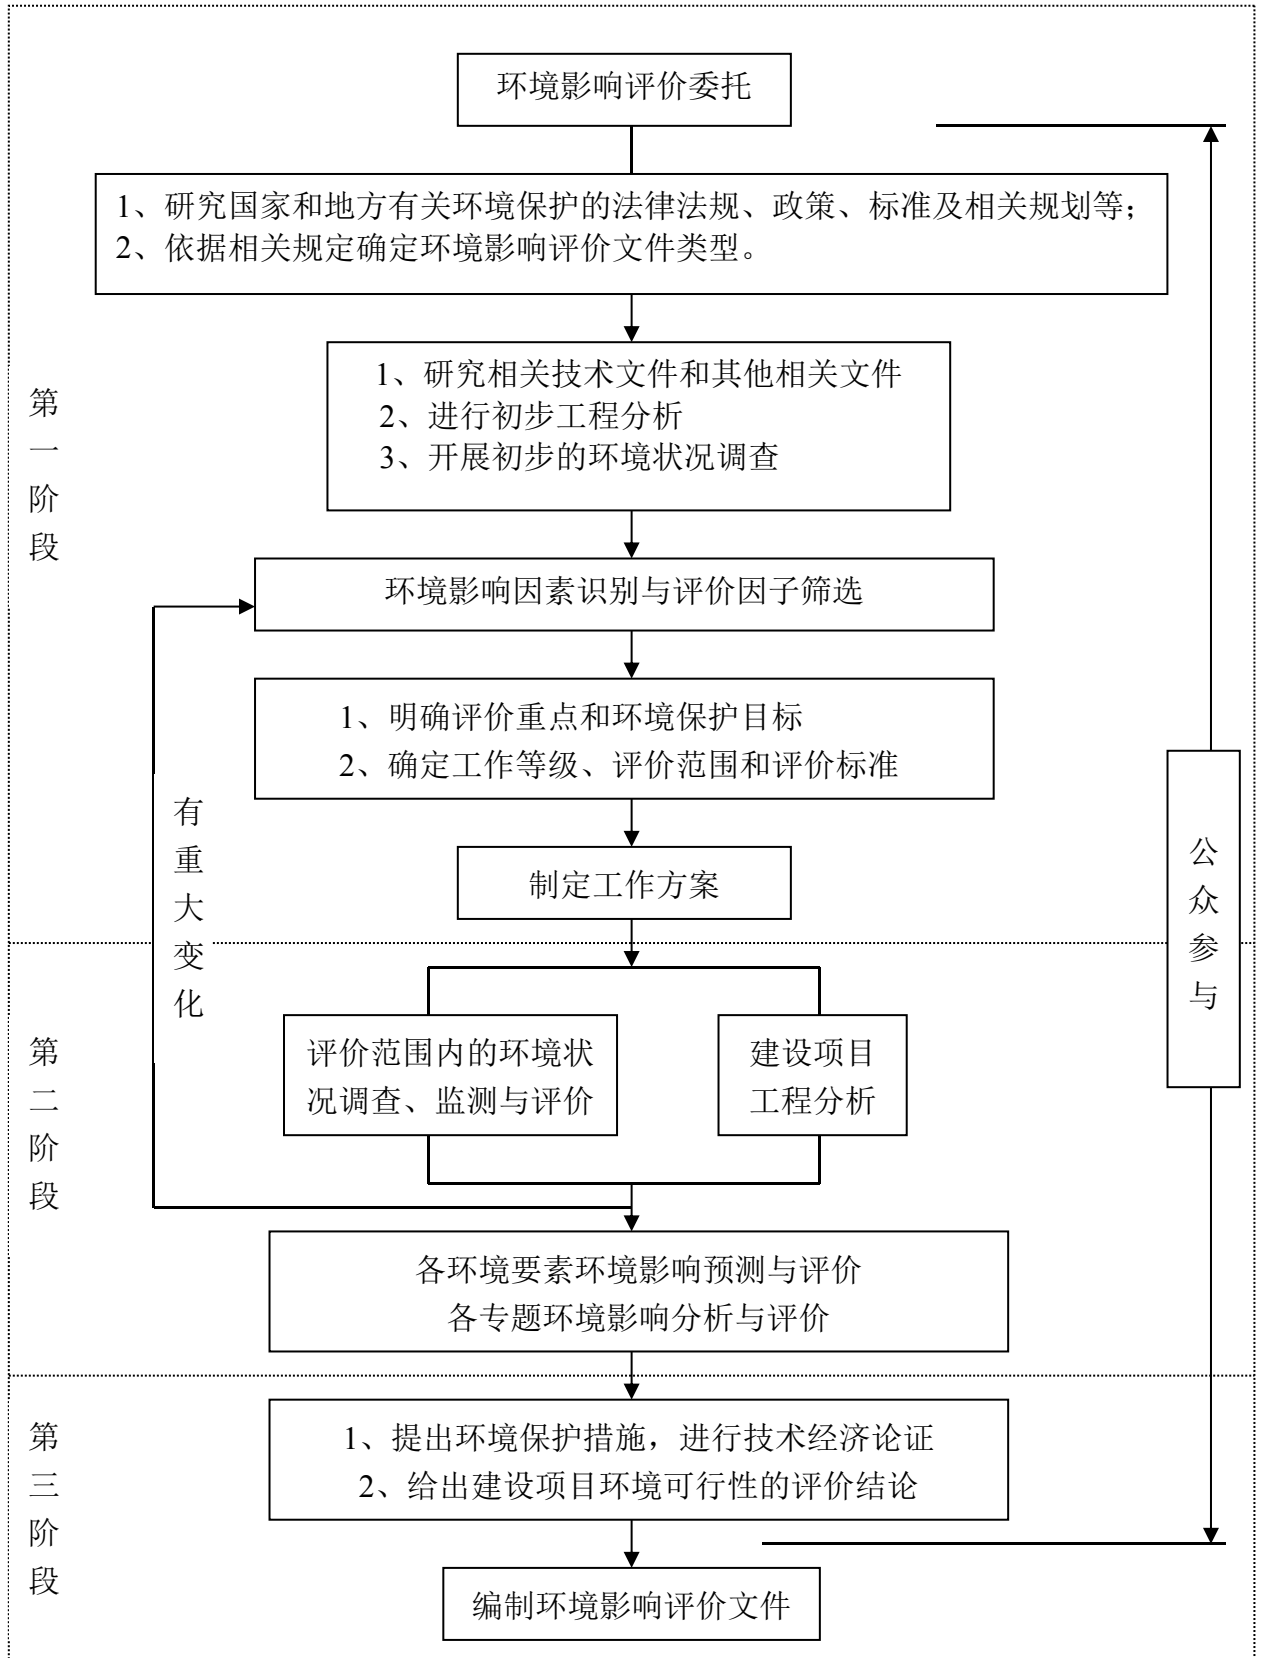 环境影响评价委托
1、研究国家和地方有关环境保护的法律法规、政策、标准及相关规划等；
2、依据相关规定确定环境影响评价文件类型。
1、研究相关技术文件和其他相关文件
2、进行初步工程分析
3、开展初步的环境状况调查
第一阶段
环境影响因素识别与评价因子筛选
1、明确评价重点和环境保护目标
2、确定工作等级、评价范围和评价标准
有重大变化
制定工作方案
公众参与
第二阶段
评价范围内的环境状
况调查、监测与评价
建设项目
工程分析
各环境要素环境影响预测与评价
各专题环境影响分析与评价
第三阶段
1、提出环境保护措施，进行技术经济论证
2、给出建设项目环境可行性的评价结论
编制环境影响评价文件